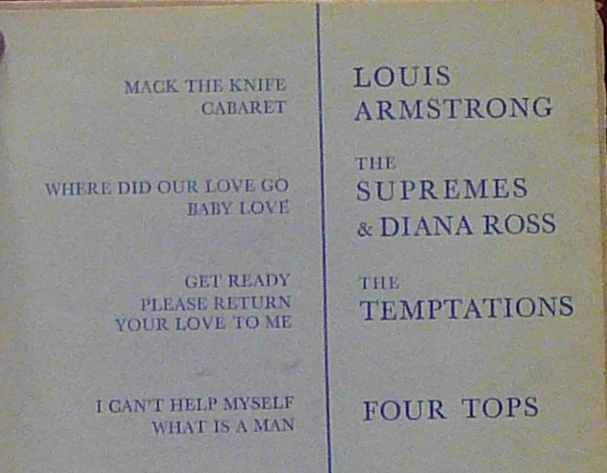 MACK THE KNIFE
CABARET
LOUIS
ARMSTRONG
WHERE DID OUR LOVE GO
BABY LOVE
THE
SUPREMES
& DIANA ROSS
GET READY
PLEASE RETURN
YOUR LOVE TO ME
THE
TEMPTATIONS
I CAN'T HELP MYSELF
WHAT IS A MAN
FOUR TOPS